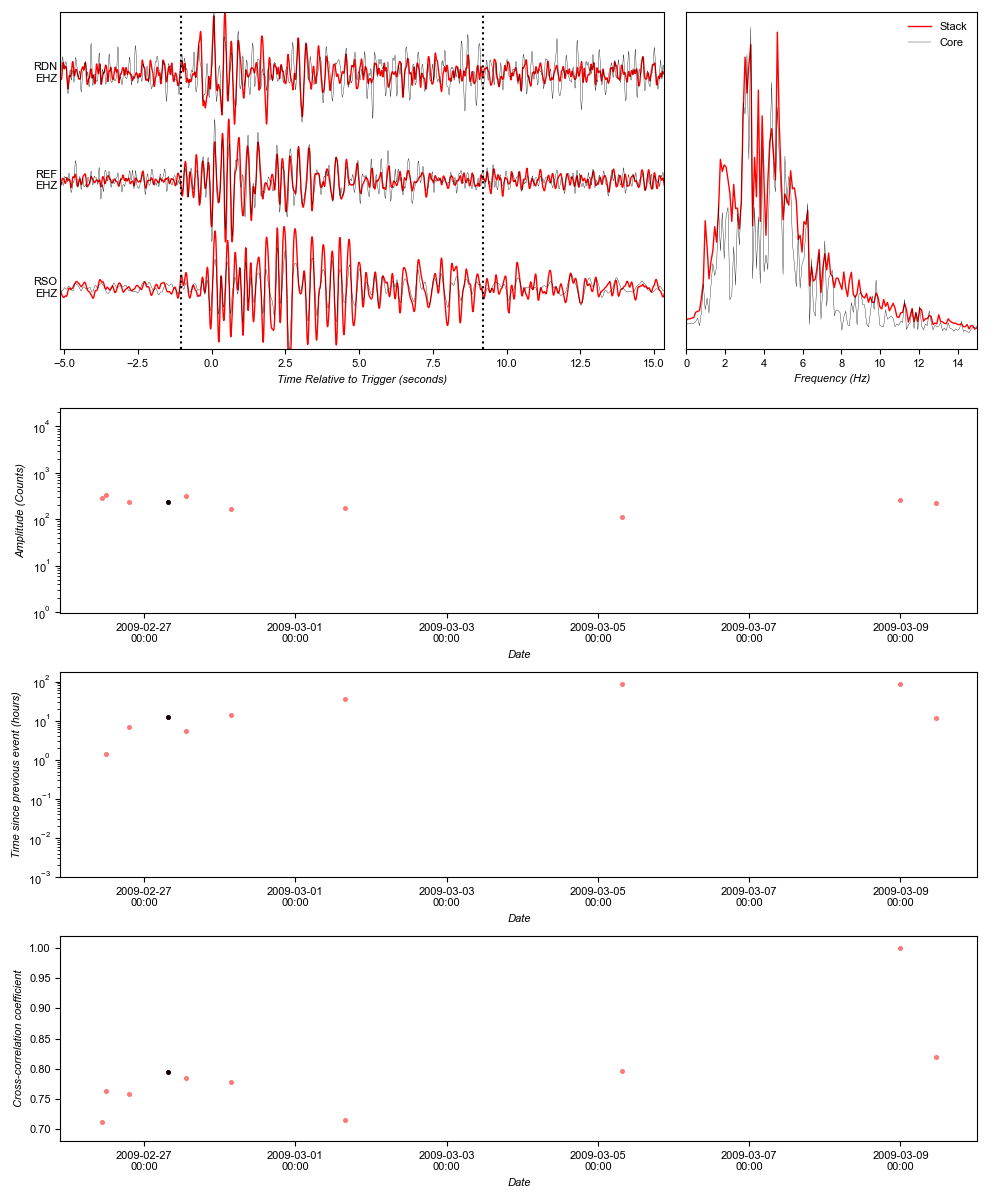 RDN
EHZ
REF
EHZ
RSO
EHZ
−5.0 −2.5 0.0 2.5 5.0 7.5 10.0 12.5 15.0
Time Relative to Trigger (seconds)
Stack
Core
0 2 4 6 8 10 12 14
Frequency (Hz)
Amplitude (Counts)
10⁴
10³
10²
10¹
10⁰
2009-02-27 2009-03-01 2009-03-03 2009-03-05 2009-03-07 2009-03-09
00:00 00:00 00:00 00:00 00:00 00:00
Date
Time since previous event (hours)
10²
10¹
10⁰
10⁻¹
10⁻²
10⁻³
2009-02-27 2009-03-01 2009-03-03 2009-03-05 2009-03-07 2009-03-09
00:00 00:00 00:00 00:00 00:00 00:00
Date
Cross-correlation coefficient
1.00
0.95
0.90
0.85
0.80
0.75
0.70
2009-02-27 2009-03-01 2009-03-03 2009-03-05 2009-03-07 2009-03-09
00:00 00:00 00:00 00:00 00:00 00:00
Date